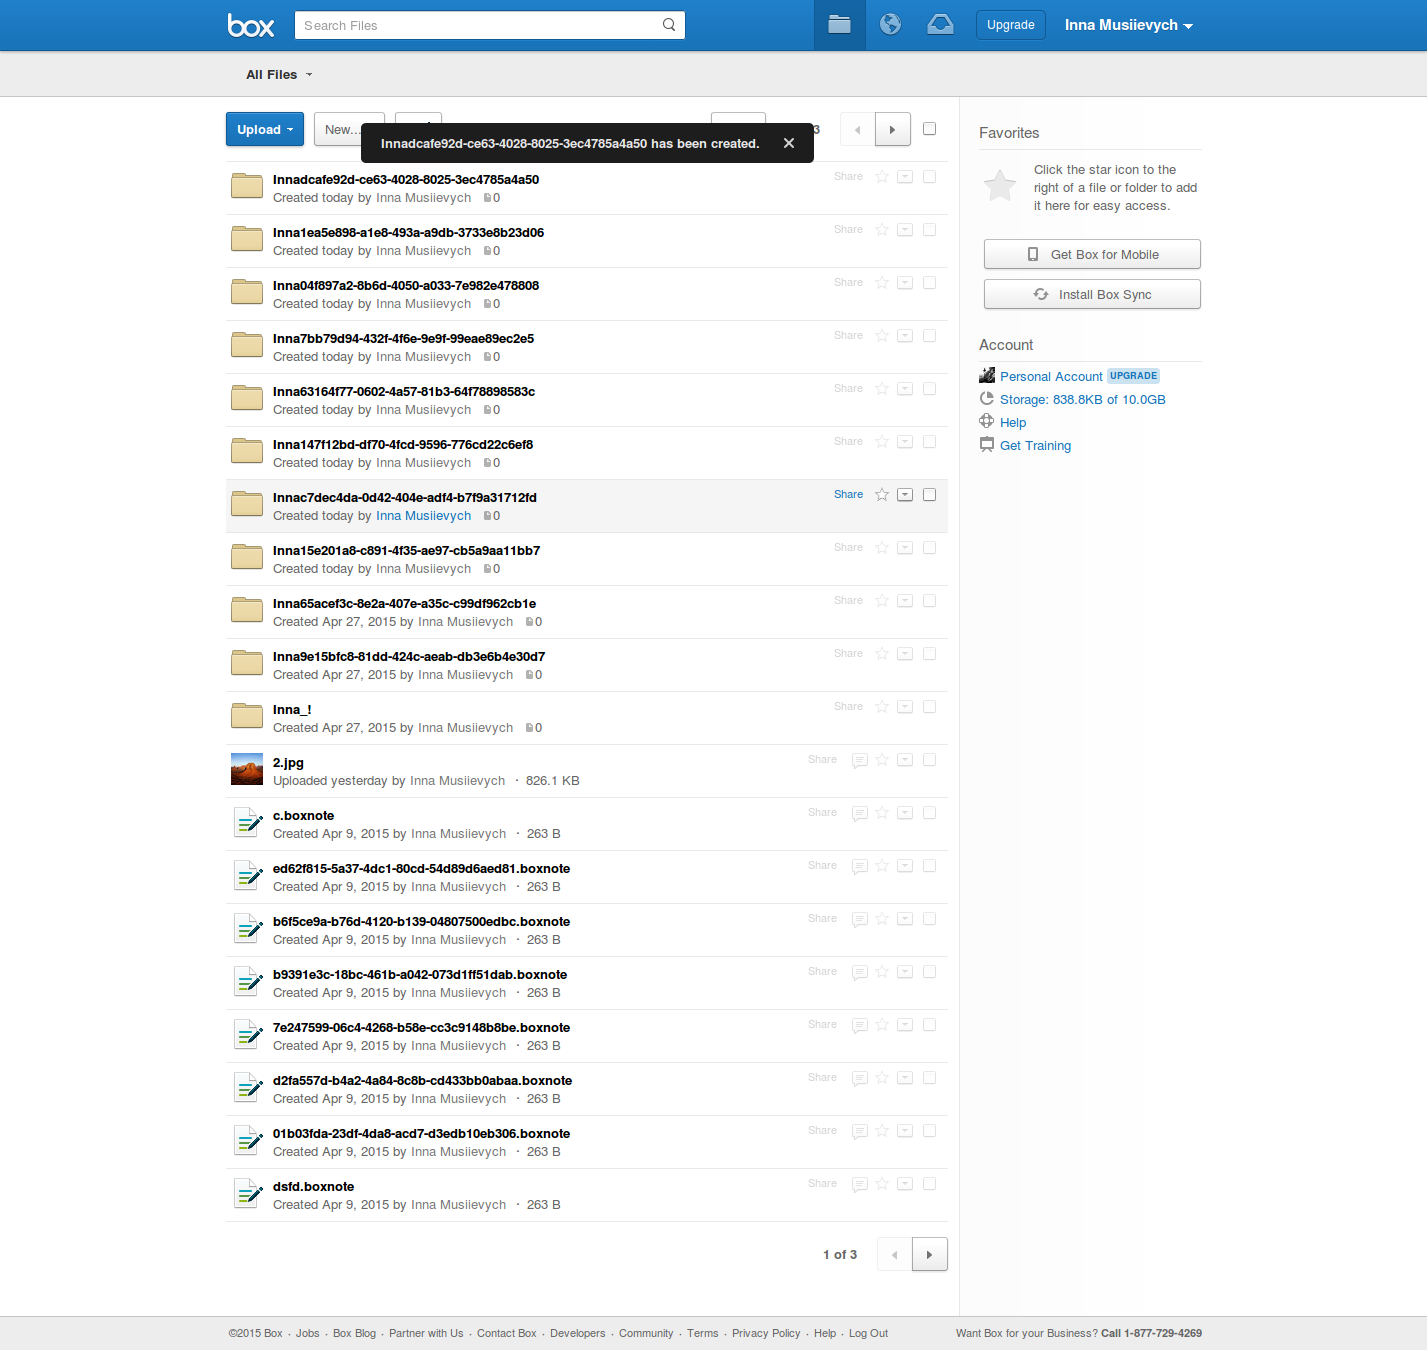 box
Search Files
Upgrade
Inna Musiievych
All Files
Upload
New...
3
Innadcafe92d-ce63-4028-8025-3ec4785a4a50 has been created.
Innadcafe92d-ce63-4028-8025-3ec4785a4a50
Share
Created today by Inna Musiievych 0
Inna1ea5e898-a1e8-493a-a9db-3733e8b23d06
Share
Created today by Inna Musiievych 0
Inna04f897a2-8b6d-4050-a033-7e982e478808
Share
Created today by Inna Musiievych 0
Inna7bb79d94-432f-4f6e-9e9f-99eae89ec2e5
Share
Created today by Inna Musiievych 0
Inna63164f77-0602-4a57-81b3-64f78898583c
Share
Created today by Inna Musiievych 0
Inna147f12bd-df70-4fcd-9596-776cd22c6ef8
Share
Created today by Inna Musiievych 0
Innac7dec4da-0d42-404e-adf4-b7f9a31712fd
Share
Created today by Inna Musiievych 0
Inna15e201a8-c891-4f35-ae97-cb5a9aa11bb7
Share
Created today by Inna Musiievych 0
Inna65acef3c-8e2a-407e-a35c-c99df962cb1e
Share
Created Apr 27, 2015 by Inna Musiievych 0
Inna9e15bfc8-81dd-424c-aeab-db3e6b4e30d7
Share
Created Apr 27, 2015 by Inna Musiievych 0
Inna_!
Share
Created Apr 27, 2015 by Inna Musiievych 0
2.jpg
Share
Uploaded yesterday by Inna Musiievych · 826.1 KB
c.boxnote
Share
Created Apr 9, 2015 by Inna Musiievych · 263 B
ed62f815-5a37-4dc1-80cd-54d89d6aed81.boxnote
Share
Created Apr 9, 2015 by Inna Musiievych · 263 B
b6f5ce9a-b76d-4120-b139-04807500edbc.boxnote
Share
Created Apr 9, 2015 by Inna Musiievych · 263 B
b9391e3c-18bc-461b-a042-073d1ff51dab.boxnote
Share
Created Apr 9, 2015 by Inna Musiievych · 263 B
7e247599-06c4-4268-b58e-cc3c9148b8be.boxnote
Share
Created Apr 9, 2015 by Inna Musiievych · 263 B
d2fa557d-b4a2-4a84-8c8b-cd433bb0abaa.boxnote
Share
Created Apr 9, 2015 by Inna Musiievych · 263 B
01b03fda-23df-4da8-acd7-d3edb10eb306.boxnote
Share
Created Apr 9, 2015 by Inna Musiievych · 263 B
dsfd.boxnote
Share
Created Apr 9, 2015 by Inna Musiievych · 263 B
1 of 3
Favorites
Click the star icon to the
right of a file or folder to add
it here for easy access.
Get Box for Mobile
Install Box Sync
Account
Personal Account UPGRADE
Storage: 838.8KB of 10.0GB
Help
Get Training
©2015 Box · Jobs · Box Blog · Partner with Us · Contact Box · Developers · Community · Terms · Privacy Policy · Help · Log Out
Want Box for your Business? Call 1-877-729-4269